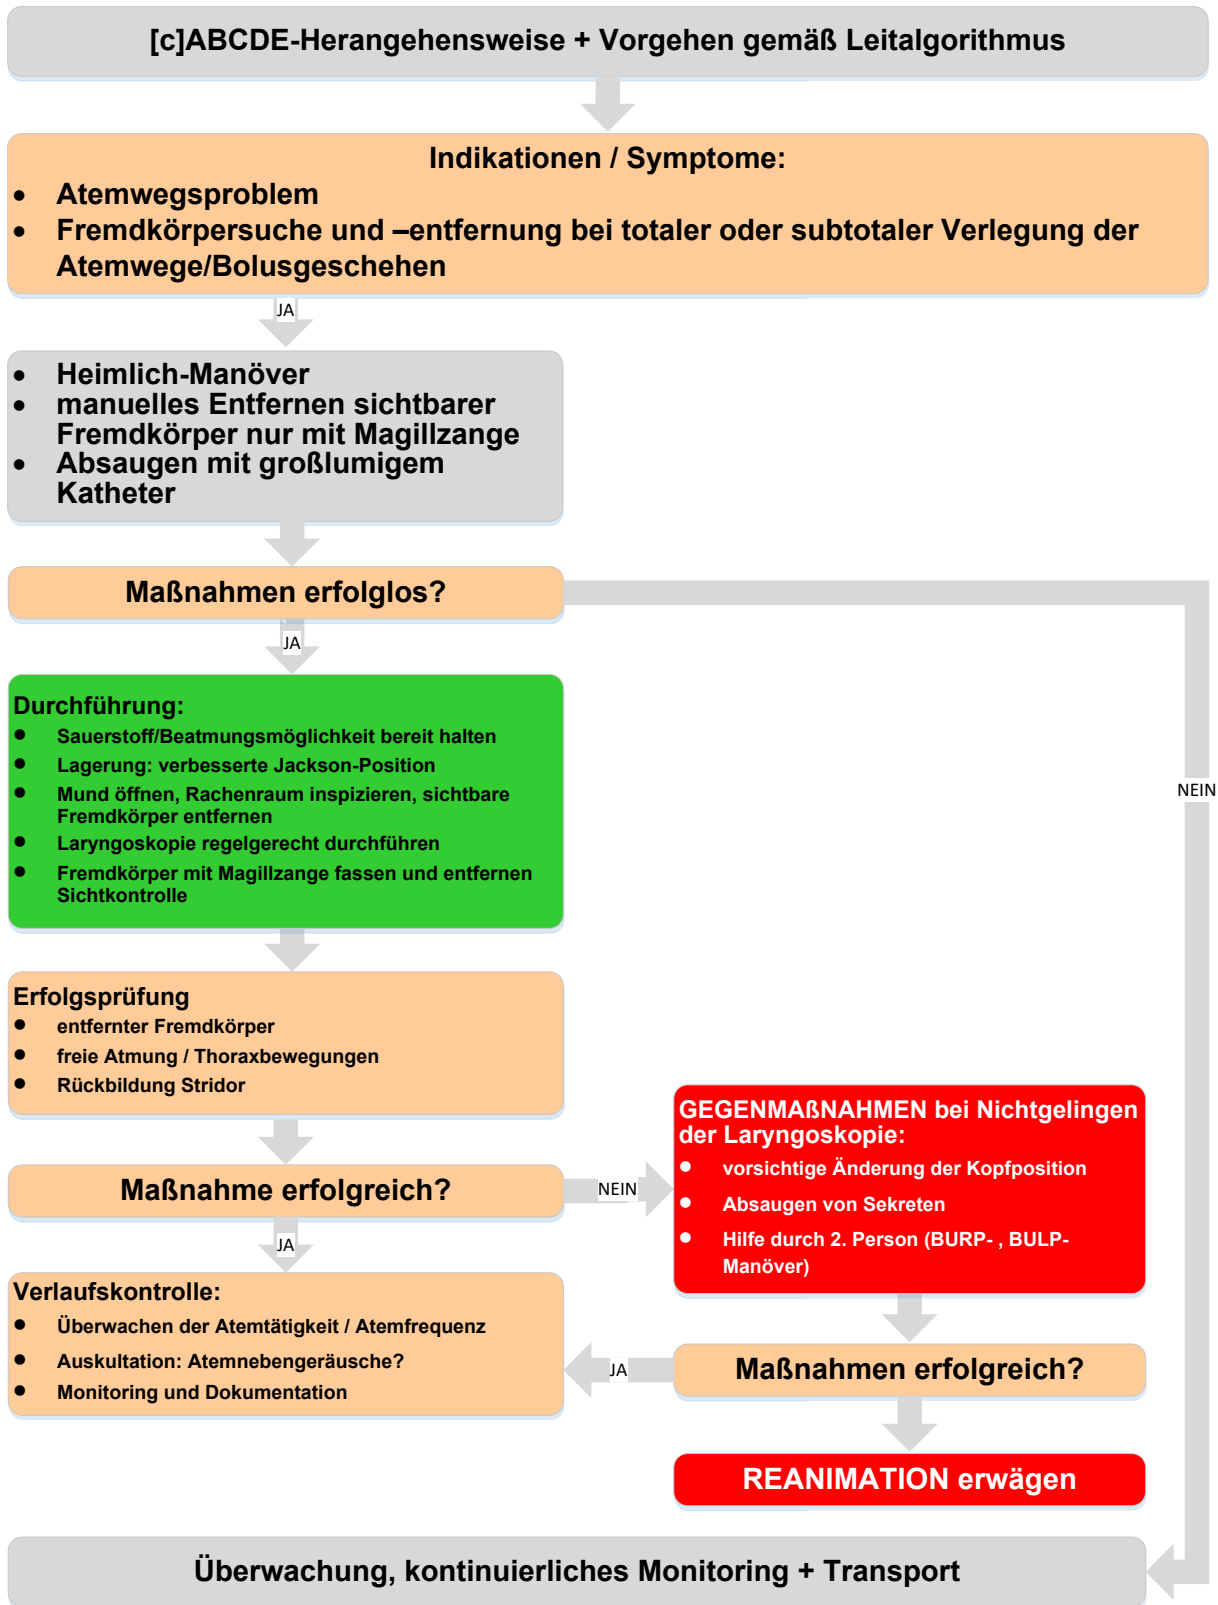 [c]ABCDE-Herangehensweise + Vorgehen gemäß Leitalgorithmus
Indikationen / Symptome:
• Atemwegsproblem
• Fremdkörpersuche und –entfernung bei totaler oder subtotaler Verlegung der
Atemwege/Bolusgeschehen
JA
• Heimlich-Manöver
• manuelles Entfernen sichtbarer
Fremdkörper nur mit Magillzange
• Absaugen mit großlumigem
Katheter
Maßnahmen erfolglos?
JA
NEIN
Durchführung:
• Sauerstoff/Beatmungsmöglichkeit bereit halten
• Lagerung: verbesserte Jackson-Position
• Mund öffnen, Rachenraum inspizieren, sichtbare
Fremdkörper entfernen
• Laryngoskopie regelgerecht durchführen
• Fremdkörper mit Magillzange fassen und entfernen
Sichtkontrolle
Erfolgsprüfung
• entfernter Fremdkörper
• freie Atmung / Thoraxbewegungen
• Rückbildung Stridor
Maßnahme erfolgreich?
NEIN
GEGENMAßNAHMEN bei Nichtgelingen
der Laryngoskopie:
• vorsichtige Änderung der Kopfposition
• Absaugen von Sekreten
• Hilfe durch 2. Person (BURP- , BULP-
Manöver)
JA
Verlaufskontrolle:
• Überwachen der Atemtätigkeit / Atemfrequenz
• Auskultation: Atemnebengeräusche?
• Monitoring und Dokumentation
JA
Maßnahmen erfolgreich?
REANIMATION erwägen
Überwachung, kontinuierliches Monitoring + Transport